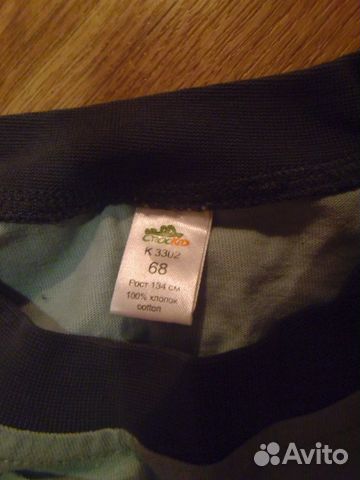 CROCKID
К 3302
68
Рост 134 см
100% хлопок
cotton
Avito